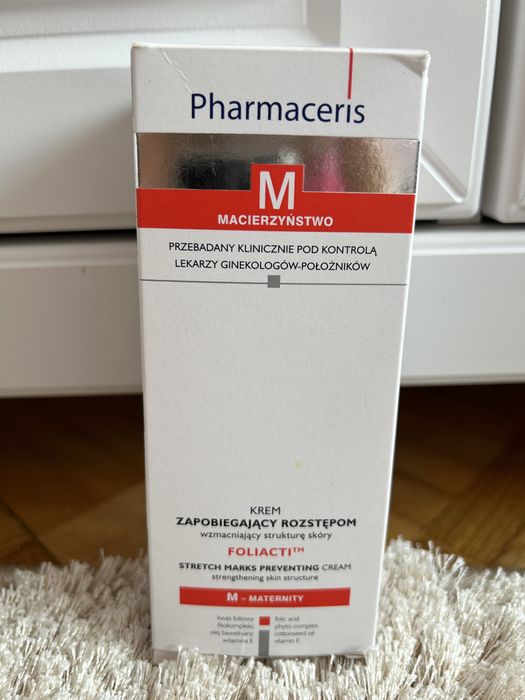 Pharmaceris
M
MACIERZYŃSTWO
PRZEBADANY KLINICZNIE POD KONTROLĄ
LEKARZY GINEKOLOGÓW-POŁOŻNIKÓW
KREM
ZAPOBIEGAJĄCY ROZSTĘPOM
wzmacniający strukturę skóry
FOLIACTI™
STRETCH MARKS PREVENTING CREAM
strengthening skin structure
M - MATERNITY
kwas foliowy
fitokompleks
olej bawełniany
witamina E
folic acid
phyto-complex
cottonseed oil
vitamin E